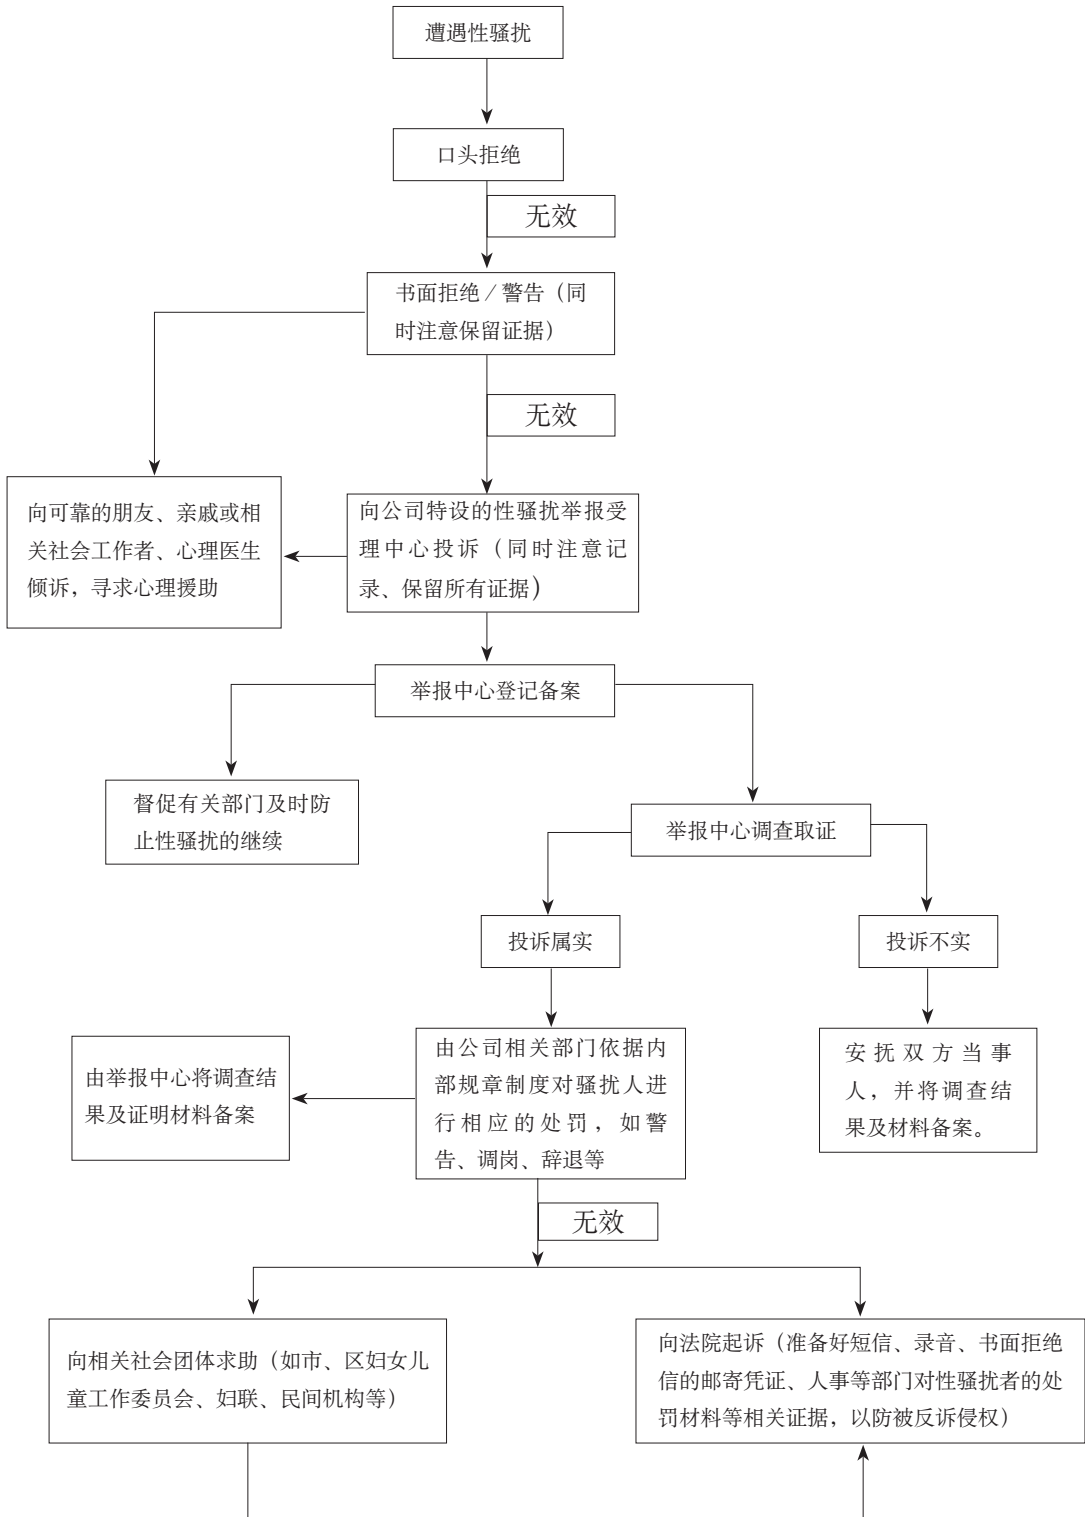 遭遇性骚扰
口头拒绝
无效
书面拒绝／警告（同
时注意保留证据）
无效
向可靠的朋友、亲戚或相
关社会工作者、心理医生
倾诉，寻求心理援助
向公司特设的性骚扰举报受
理中心投诉（同时注意记
录、保留所有证据）
举报中心登记备案
督促有关部门及时防
止性骚扰的继续
举报中心调查取证
投诉属实
投诉不实
由举报中心将调查结
果及证明材料备案
由公司相关部门依据内
部规章制度对骚扰人进
行相应的处罚，如警
告、调岗、辞退等
安抚双方当事
人，并将调查结
果及材料备案。
无效
向相关社会团体求助（如市、区妇女儿
童工作委员会、妇联、民间机构等）
向法院起诉（准备好短信、录音、书面拒绝
信的邮寄凭证、人事等部门对性骚扰者的处
罚材料等相关证据，以防被反诉侵权）